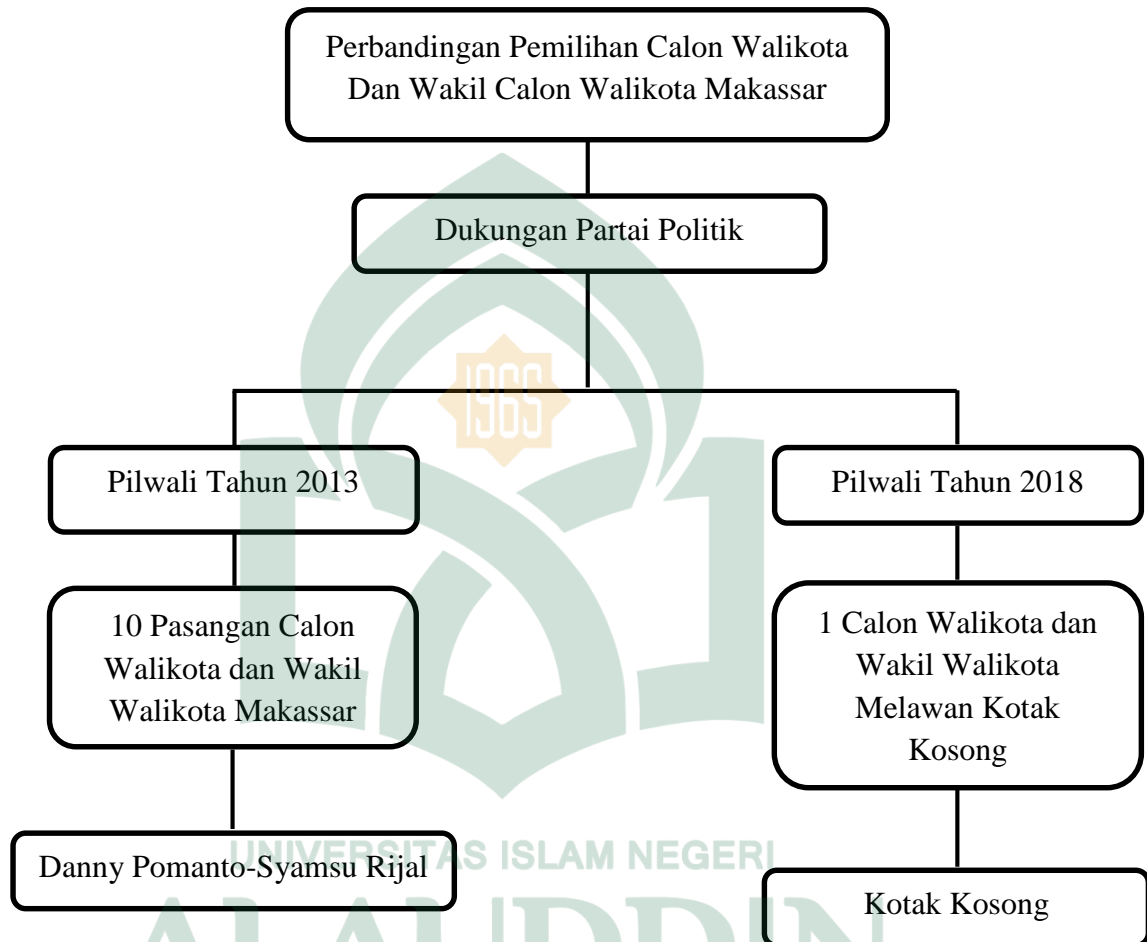 Perbandingan Pemilihan Calon Walikota
Dan Wakil Calon Walikota Makassar
Dukungan Partai Politik
1965
Pilwali Tahun 2013
Pilwali Tahun 2018
10 Pasangan Calon
Walikota dan Wakil
Walikota Makassar
1 Calon Walikota dan
Wakil Walikota
Melawan Kotak
Kosong
UNIVERSITAS ISLAM NEGERI
Danny Pomanto-Syamsu Rijal
Kotak Kosong
ALAUDDIN